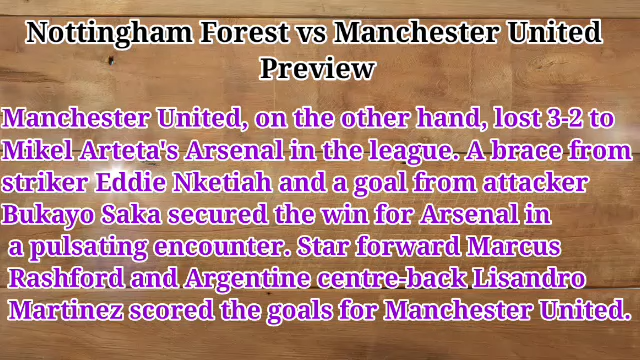 Nottingham Forest vs Manchester United
Preview
Manchester United, on the other hand, lost 3-2 to
Mikel Arteta's Arsenal in the league. A brace from
striker Eddie Nketiah and a goal from attacker
Bukayo Saka secured the win for Arsenal in
a pulsating encounter. Star forward Marcus
Rashford and Argentine centre-back Lisandro
Martinez scored the goals for Manchester United.